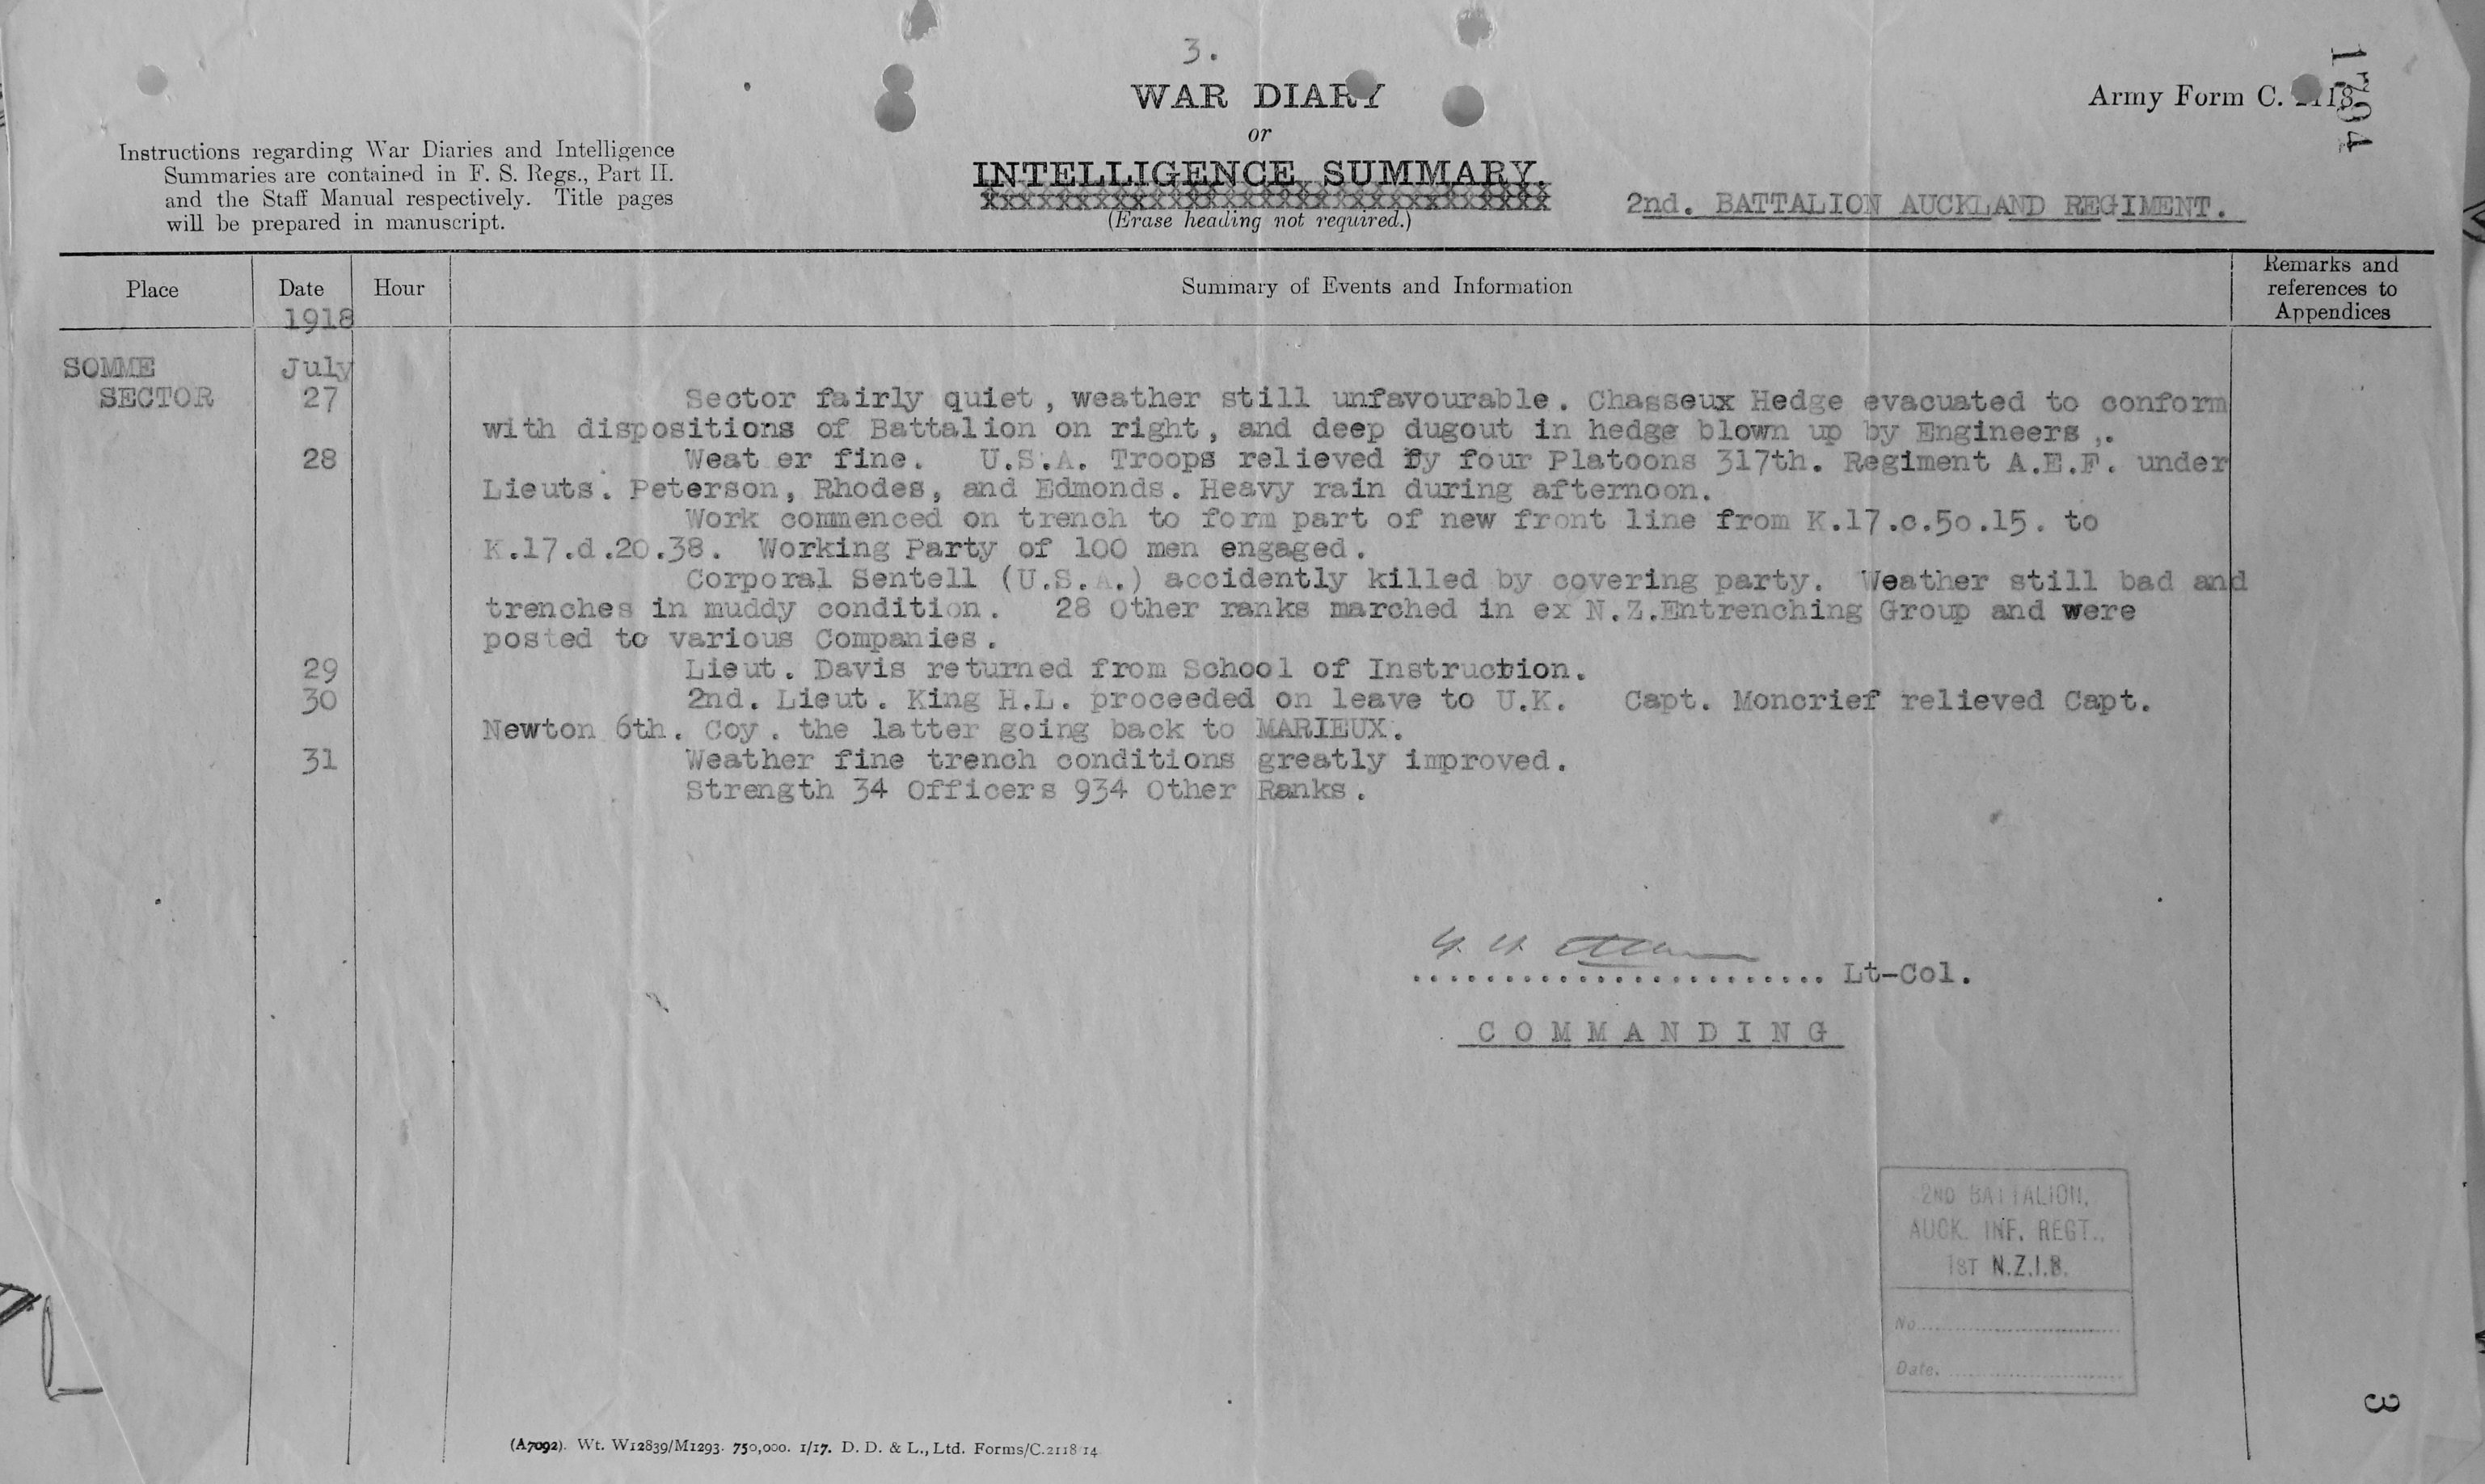 3.
WAR DIARY
or
INTELLIGENCE SUMMARY.
(Erase heading not required.)
Army Form C. 2118.
1704
Instructions regarding War Diaries and Intelligence
Summaries are contained in F. S. Regs., Part II.
and the Staff Manual respectively. Title pages
will be prepared in manuscript.
2nd. BATTALION AUCKLAND REGIMENT.
Place Date Hour Summary of Events and Information Remarks and references to Appendices
1918
SOMME July
SECTOR 27 Sector fairly quiet, weather still unfavourable. Chasseux Hedge evacuated to conform
with dispositions of Battalion on right, and deep dugout in hedge blown up by Engineers,.
28 Weat er fine. U.S.A. Troops relieved by four Platoons 317th. Regiment A.E.F. under
Lieuts. Peterson, Rhodes, and Edmonds. Heavy rain during afternoon.
Work commenced on trench to form part of new front line from K.17.c.5o.15. to
K.17.d.20.38. Working Party of 100 men engaged.
Corporal Sentell (U.S.A.) accidently killed by covering party. Weather still bad and
trenches in muddy condition. 28 Other ranks marched in ex N.Z.Entrenching Group and were
posted to various Companies.
29 Lieut. Davis returned from School of Instruction.
30 2nd. Lieut. King H.L. proceeded on leave to U.K. Capt. Moncrief relieved Capt.
Newton 6th. Coy. the latter going back to MARIEUX.
31 Weather fine trench conditions greatly improved.
Strength 34 Officers 934 Other Ranks.
........................ Lt-Col.
COMMANDING
2ND BATTALION,
AUCK. INF. REGT.,
1ST N.Z.I.B.
No.
Date.
3
(A7092). Wt. W12839/M1293. 750,000. 1/17. D. D. & L., Ltd. Forms/C.2118/14